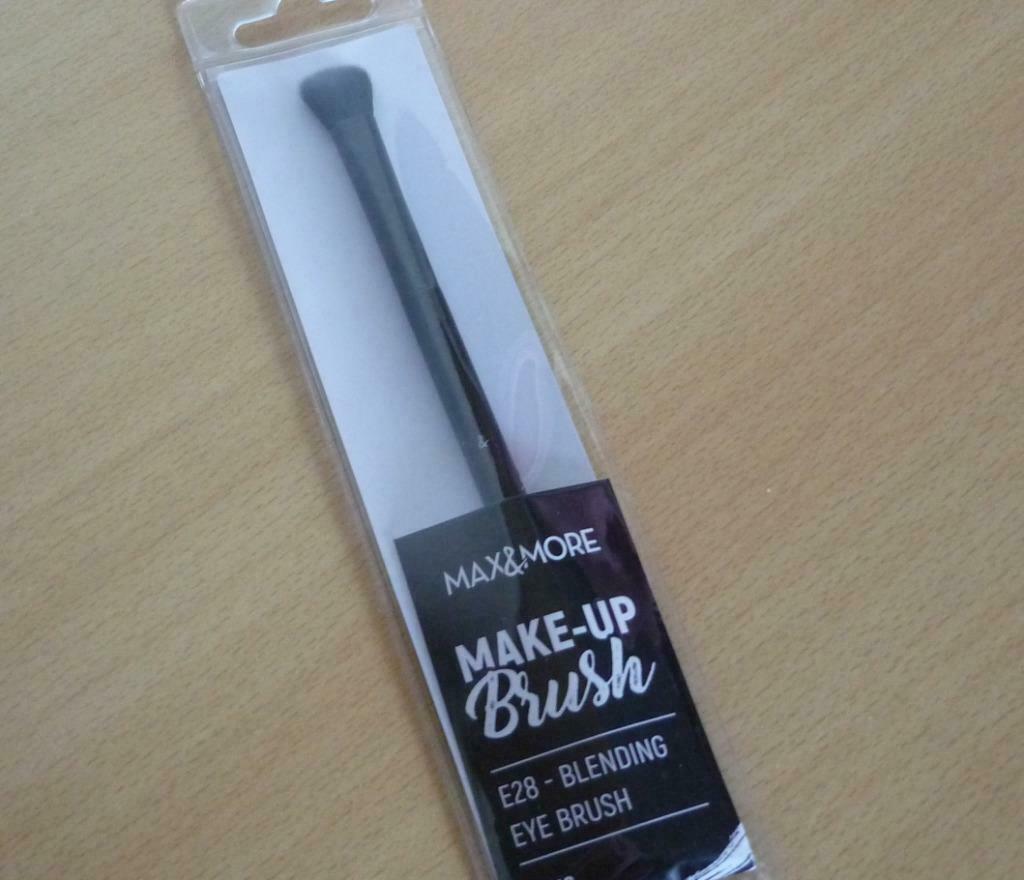 &
MAX&MORE
MAKE-UP
Brush
E28 - BLENDING
EYE BRUSH